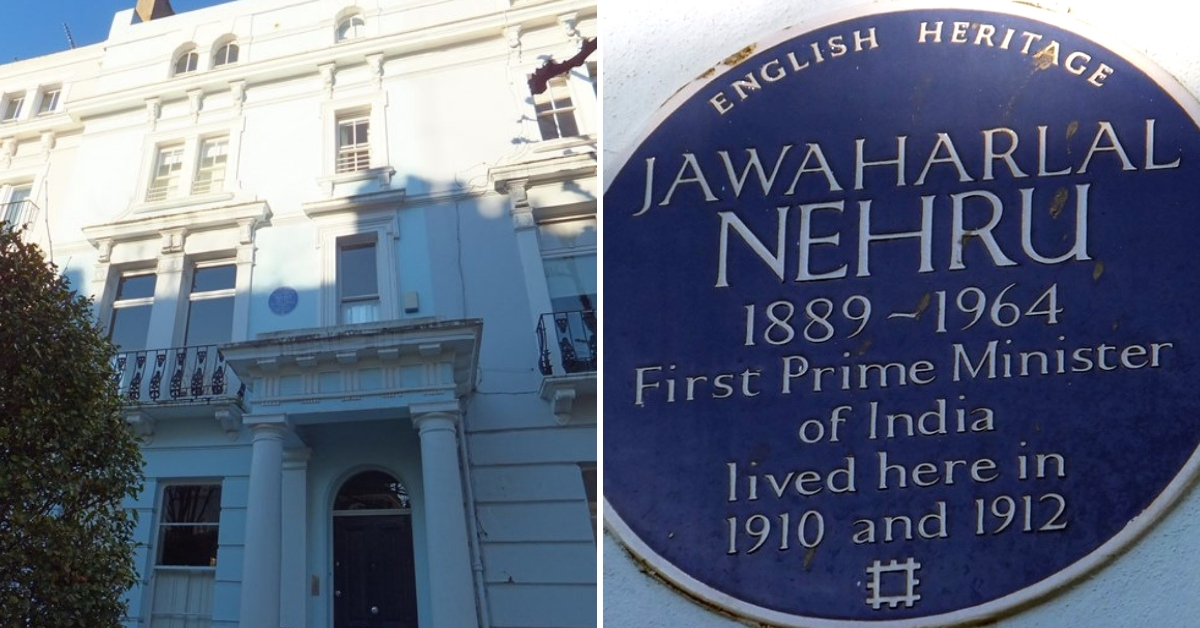 ENGLISH HERITAGE
JAWAHARLAL
NEHRU
1889 – 1964
First Prime Minister
of India
lived here in
1910 and 1912